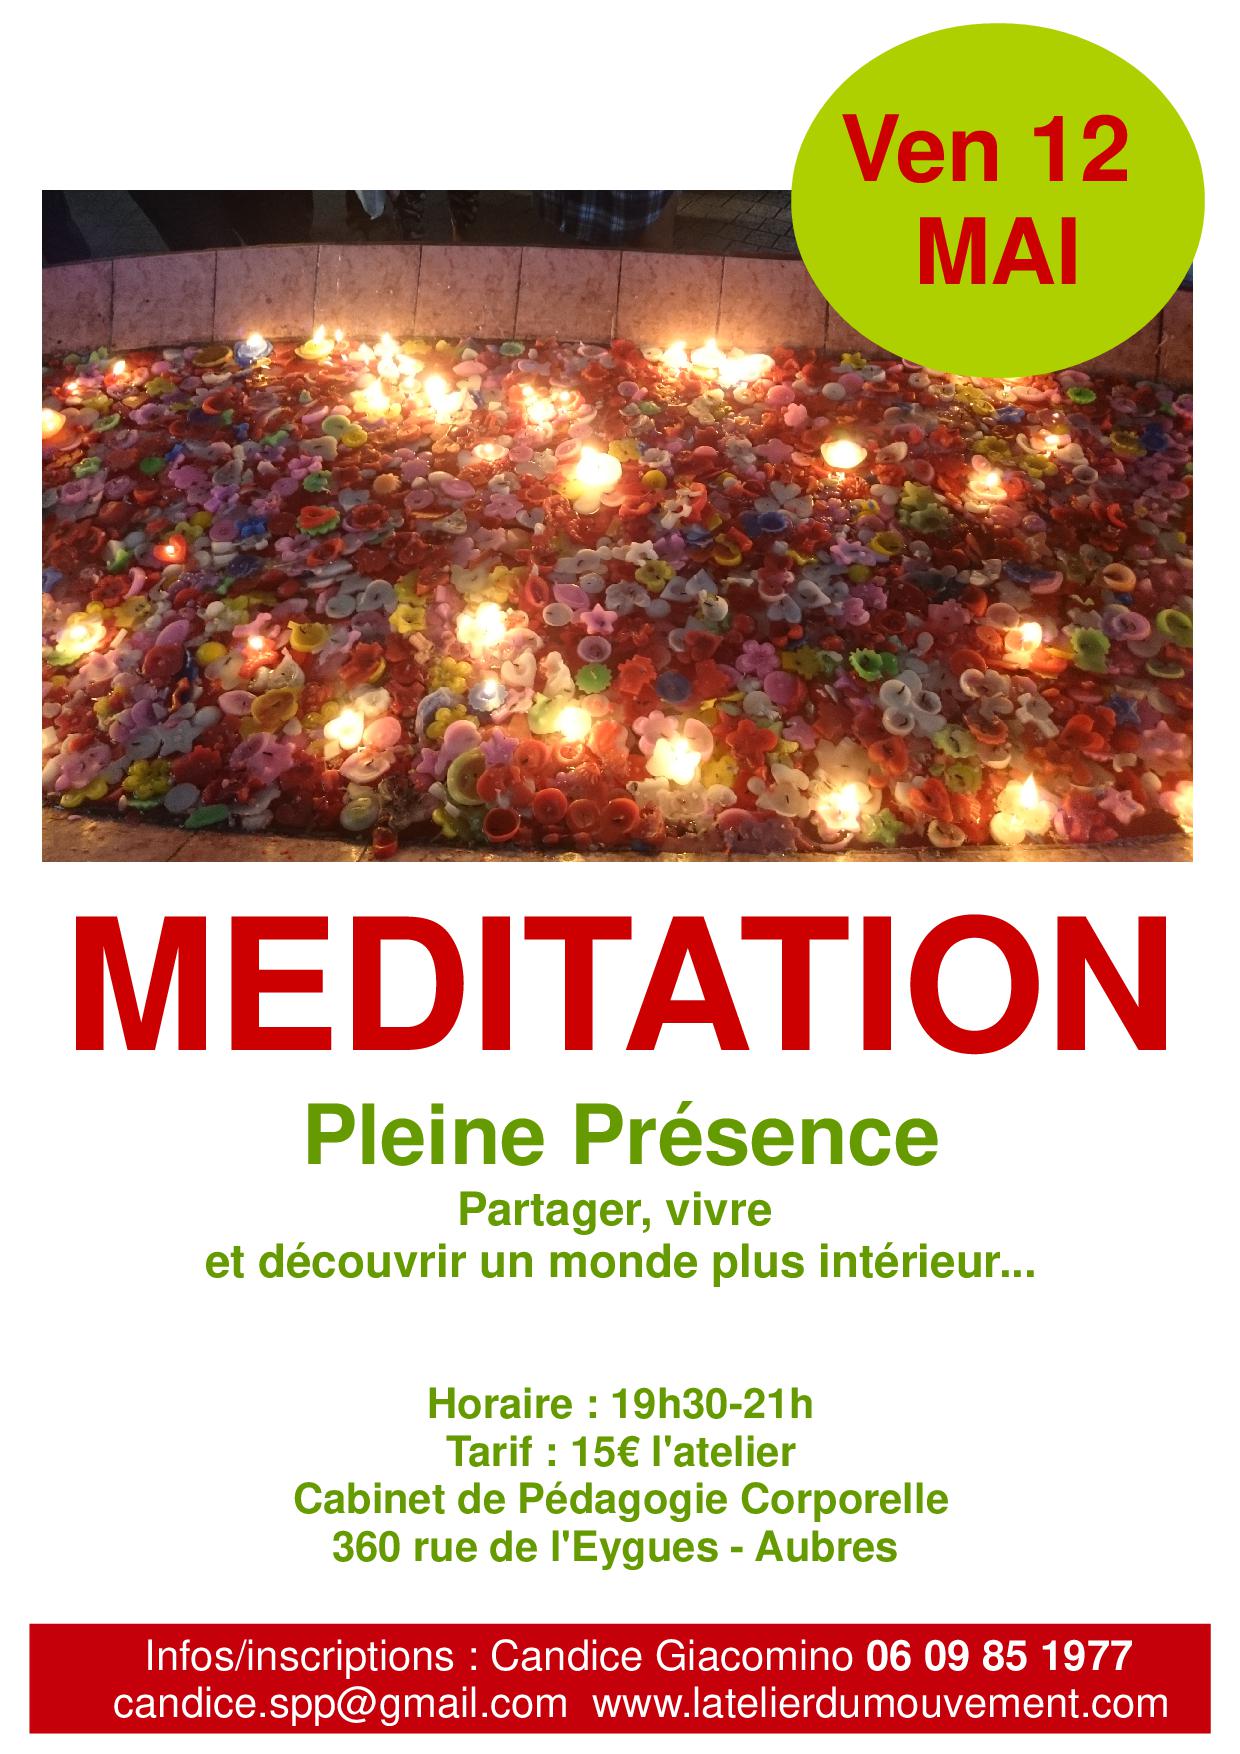 Ven 12
MAI
MEDITATION
Pleine Présence
Partager, vivre
et découvrir un monde plus intérieur...
Horaire : 19h30-21h
Tarif : 15€ l'atelier
Cabinet de Pédagogie Corporelle
360 rue de l'Eygues - Aubres
Infos/inscriptions : Candice Giacomino 06 09 85 1977
candice.spp@gmail.com www.latelierdumouvement.com